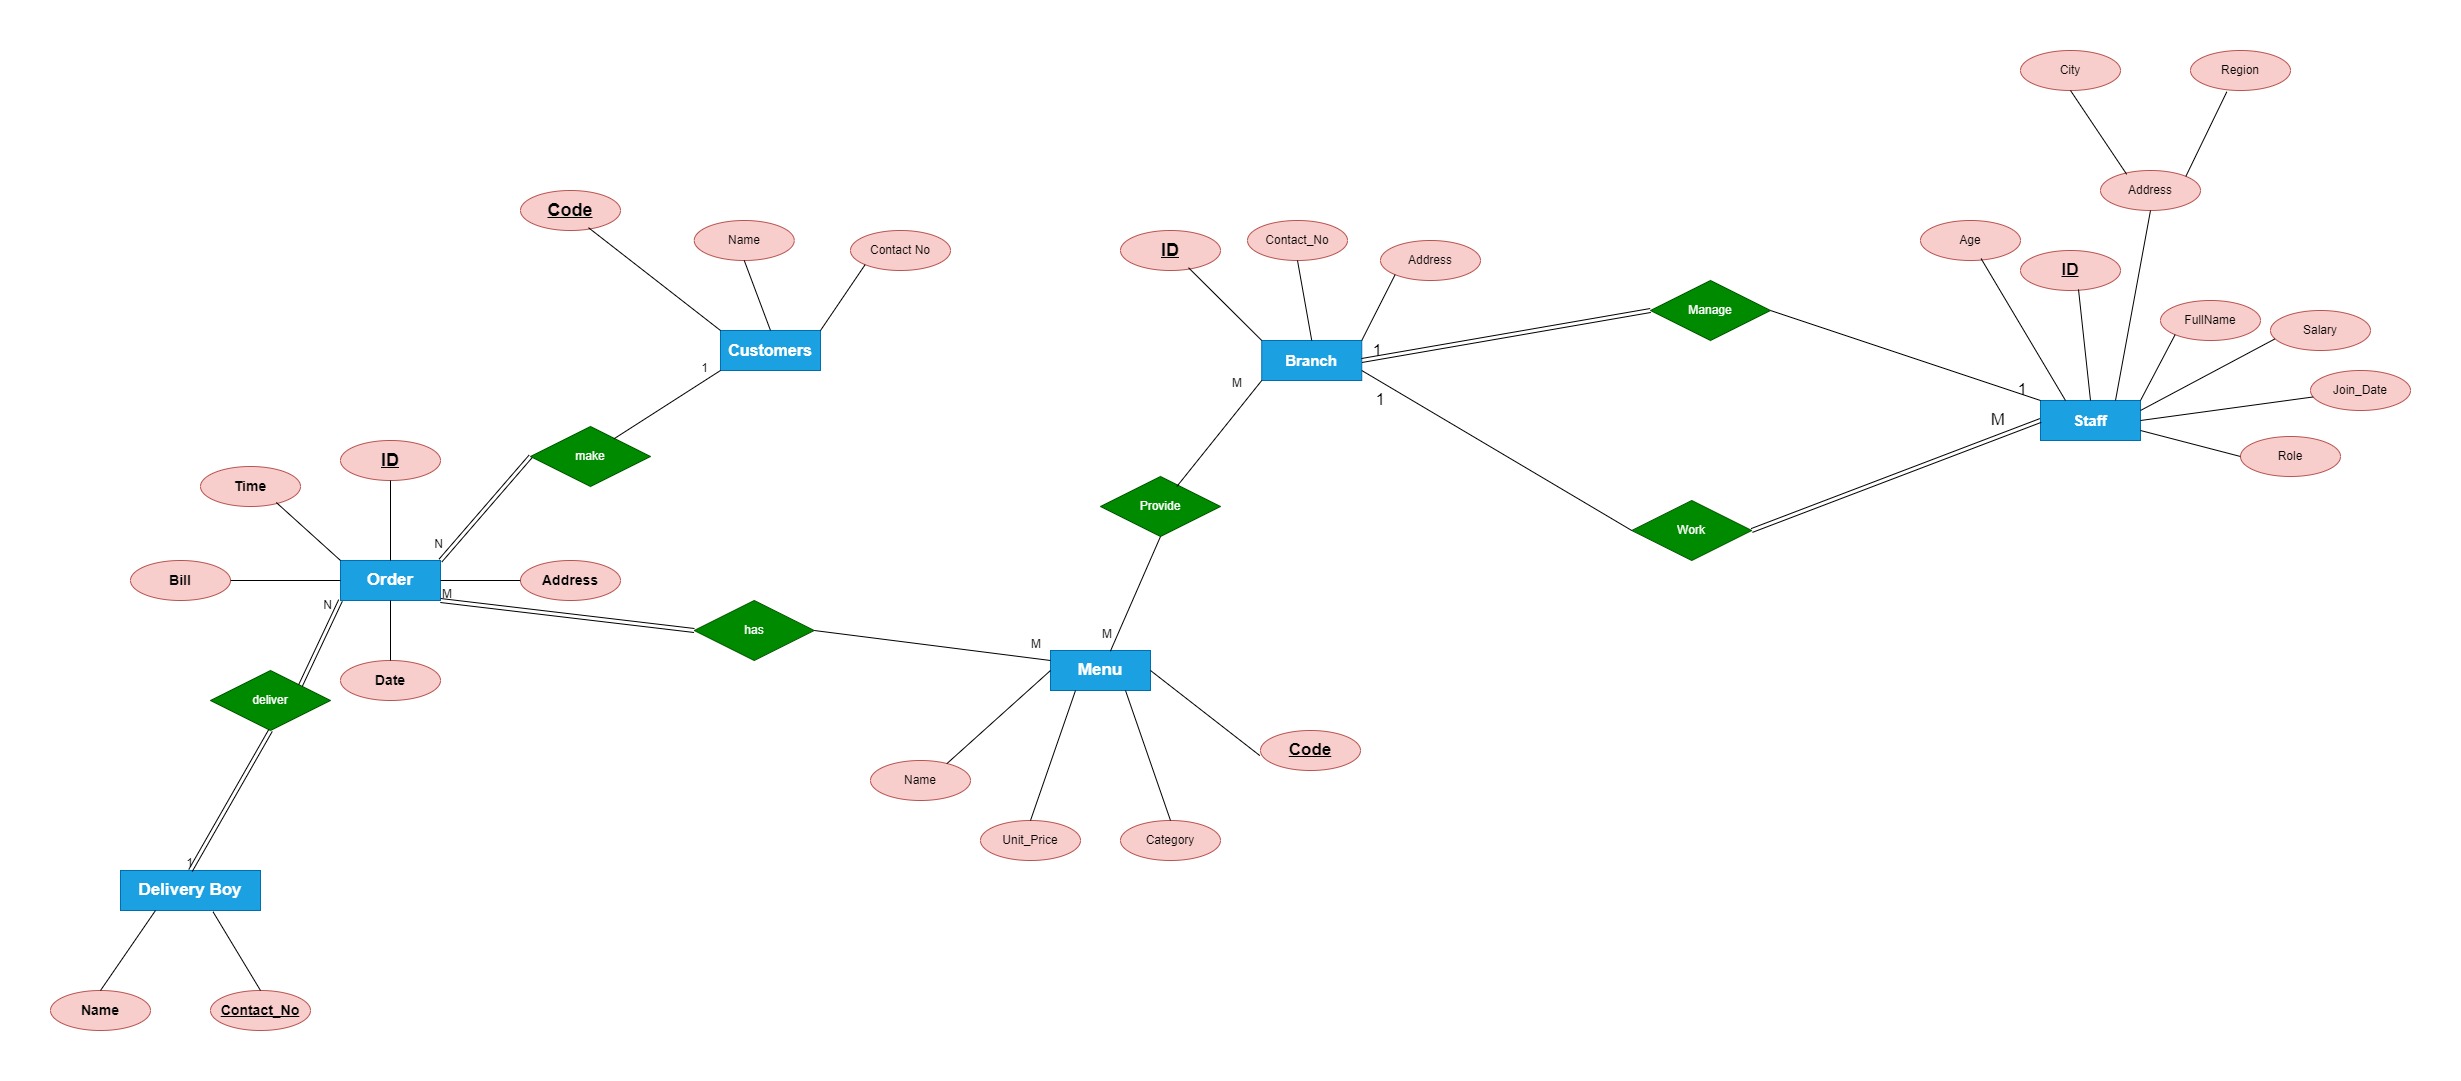 City
Region
Address
Code
Name
Contact No
ID
Contact_No
Address
Age
ID
Manage
FullName
Salary
Customers
1
Branch
1
M
1
1
M
Staff
Join_Date
Role
make
ID
Time
Provide
Work
N
Bill
Order
Address
N
M
has
M
M
Menu
Date
deliver
Name
Code
Unit_Price
Category
1
Delivery Boy
Name
Contact_No